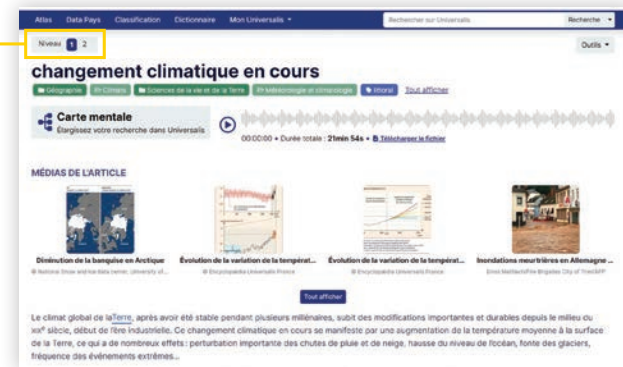 Atlas Data Pays Classification Dictionnaire Mon Universalis Rechercher sur Universalis Recherche
Niveau 1 2 Outils
changement climatique en cours
Géographie Climats Sciences de la vie et de la Terre Météorologie et climatologie littoral Tout afficher
Carte mentale
Élargissez votre recherche dans Universalis
00:00:00 • Durée totale : 21min 54s • Télécharger le fichier
MÉDIAS DE L'ARTICLE
Diminution de la banquise en Arctique Évolution de la variation de la températ... Évolution de la variation de la températ... Inondations meurtrières en Allemagne ...
© National Snow and Ice data center, University of... © Encyclopædia Universalis France © Encyclopædia Universalis France
Tout afficher
Le climat global de la Terre, après avoir été stable pendant plusieurs millénaires, subit des modifications importantes et durables depuis le milieu du
XIXe siècle, début de l'ère industrielle. Ce changement climatique en cours se manifeste par une augmentation de la température moyenne à la surface
de la Terre, ce qui a de nombreux effets : perturbation importante des chutes de pluie et de neige, hausse du niveau de l'océan, fonte des glaciers,
fréquence des événements extrêmes...